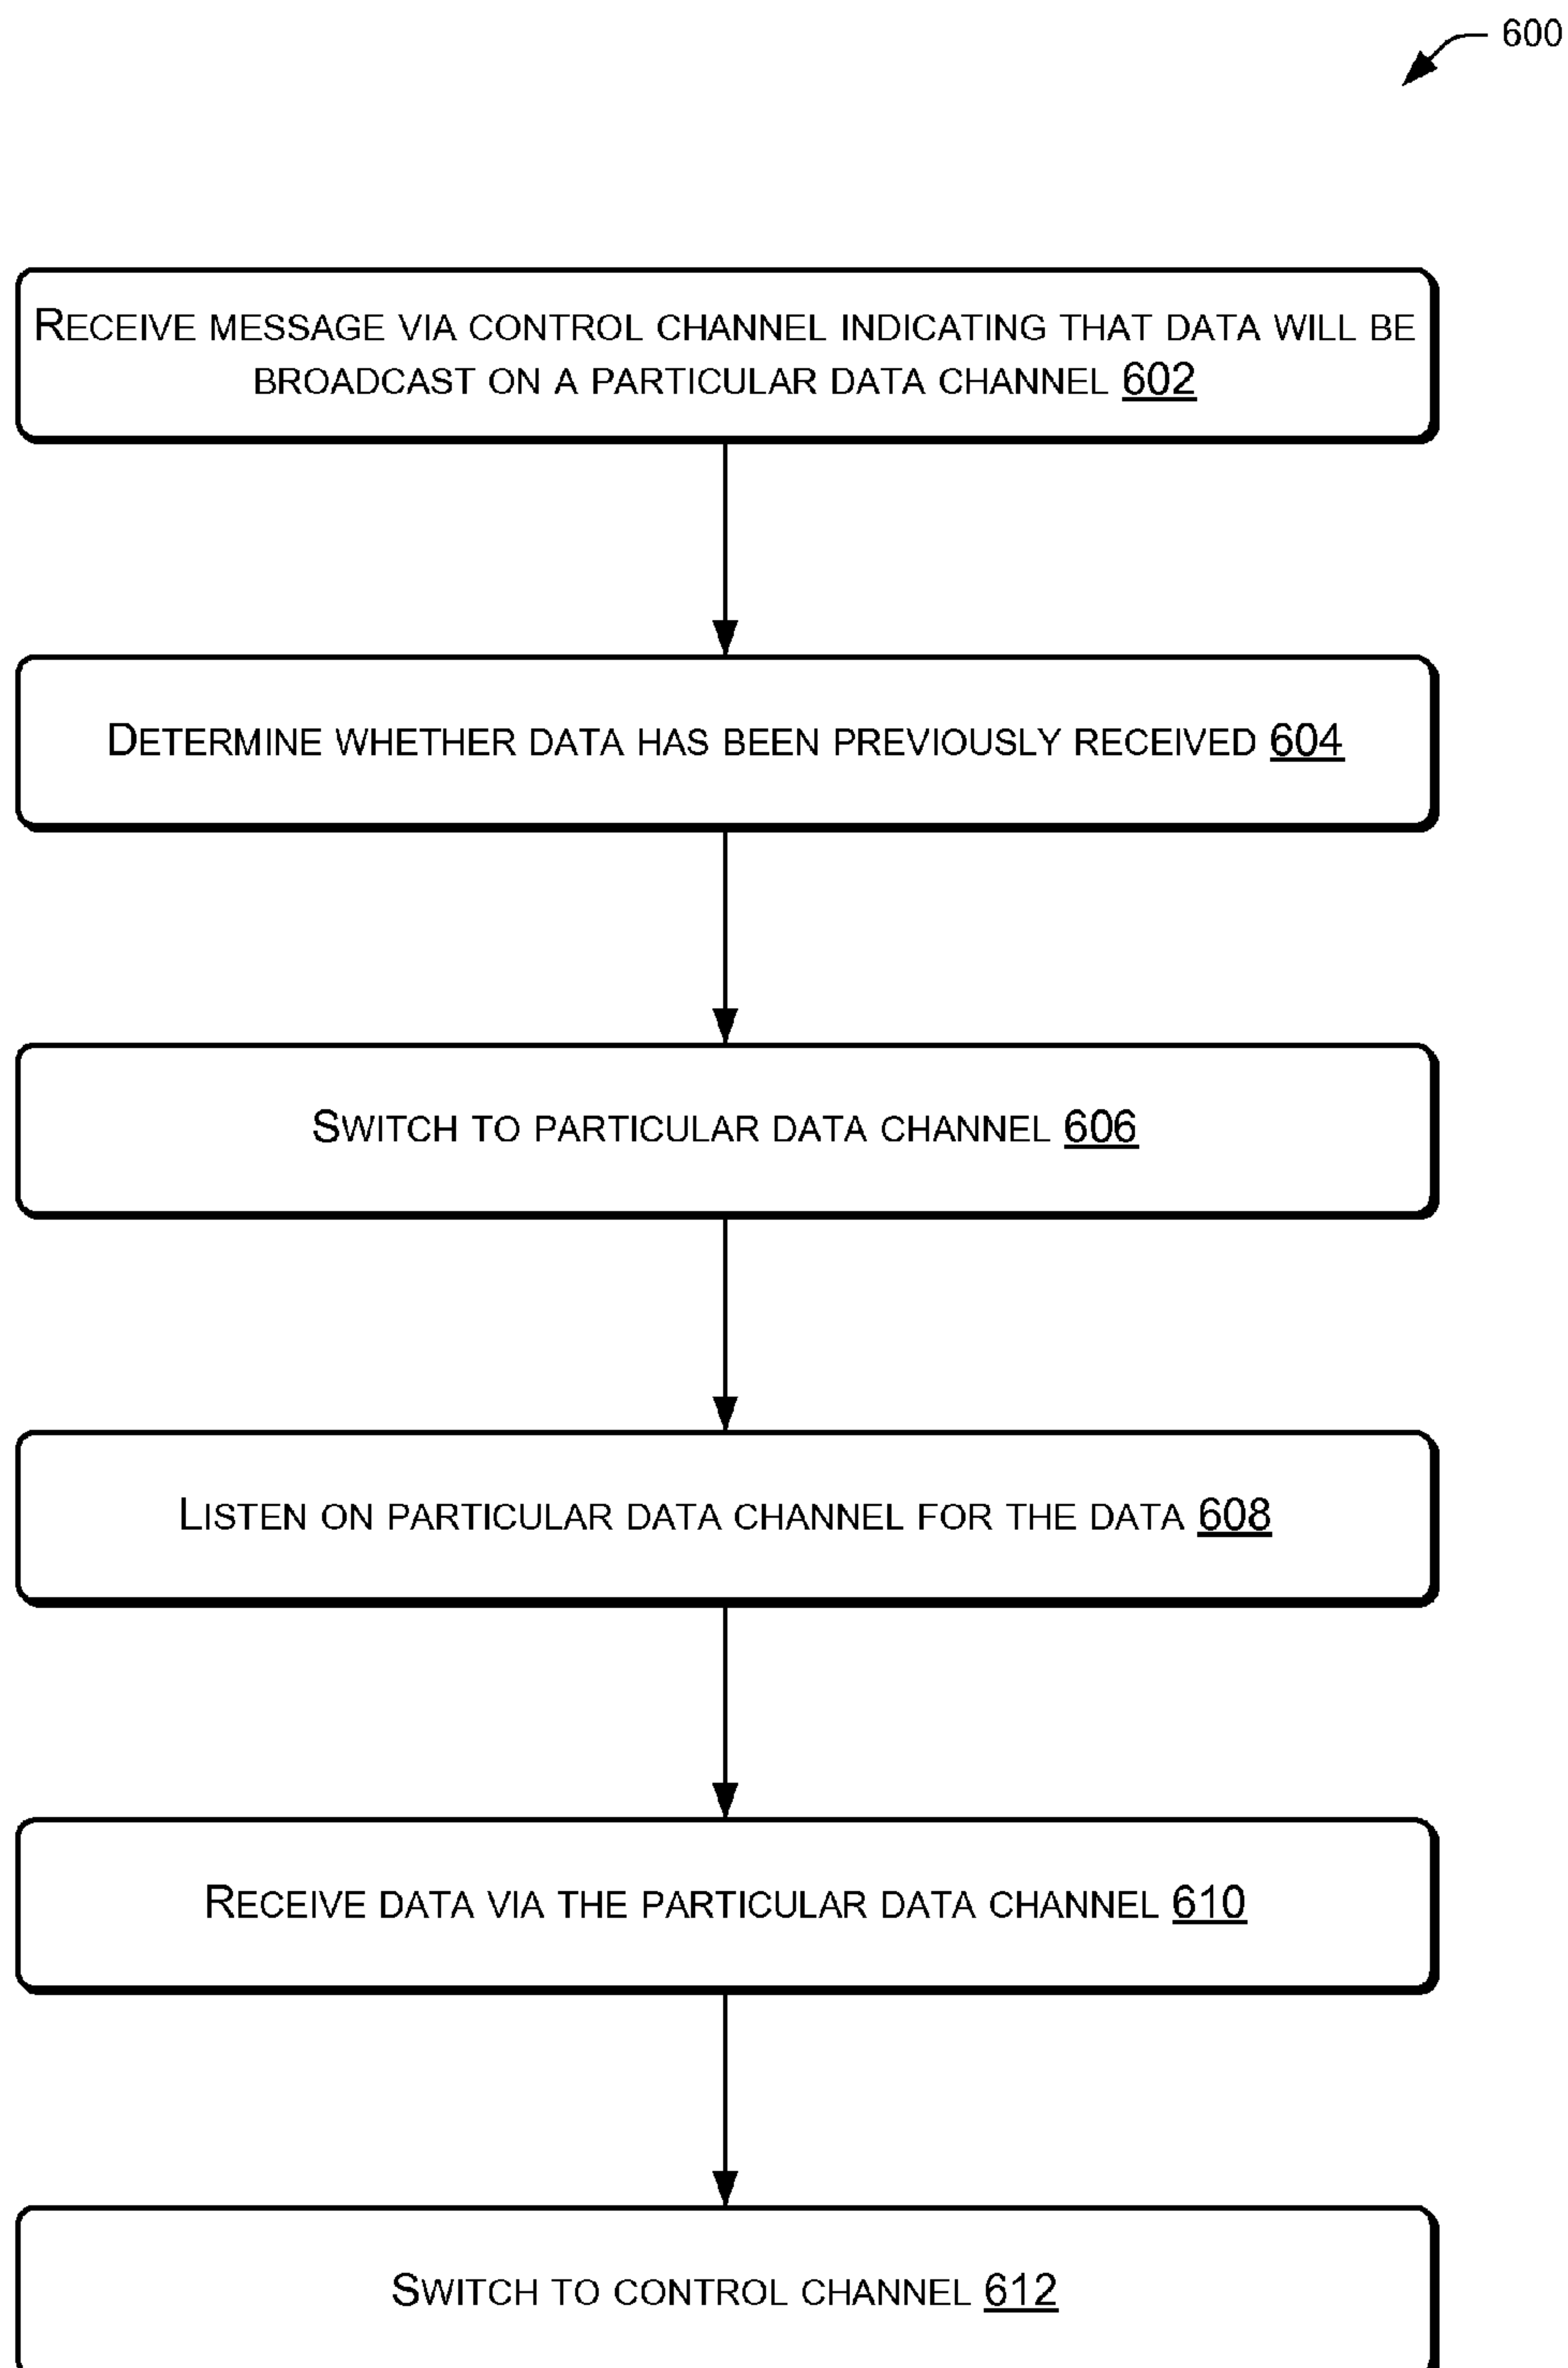 600
Receive message via control channel indicating that data will be
broadcast on a particular data channel 602
Determine whether data has been previously received 604
Switch to particular data channel 606
Listen on particular data channel for the data 608
Receive data via the particular data channel 610
Switch to control channel 612